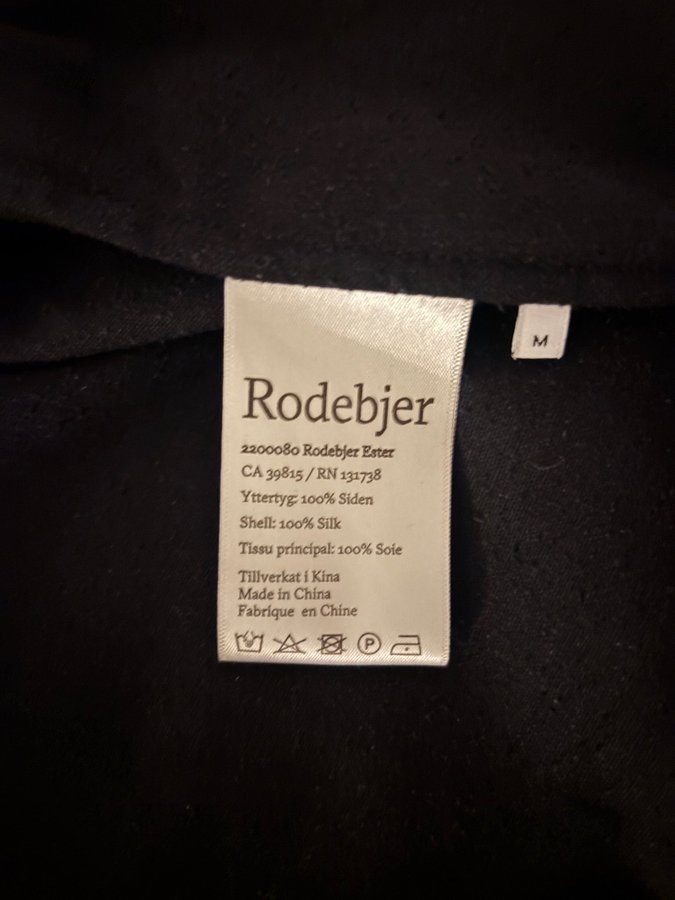 Rodebjer
2200080 Rodebjer Ester
CA 39815 / RN 131738
Yttertyg: 100% Siden
Shell: 100% Silk
Tissu principal: 100% Soie
Tillverkat i Kina
Made in China
Fabrique en Chine
P
M